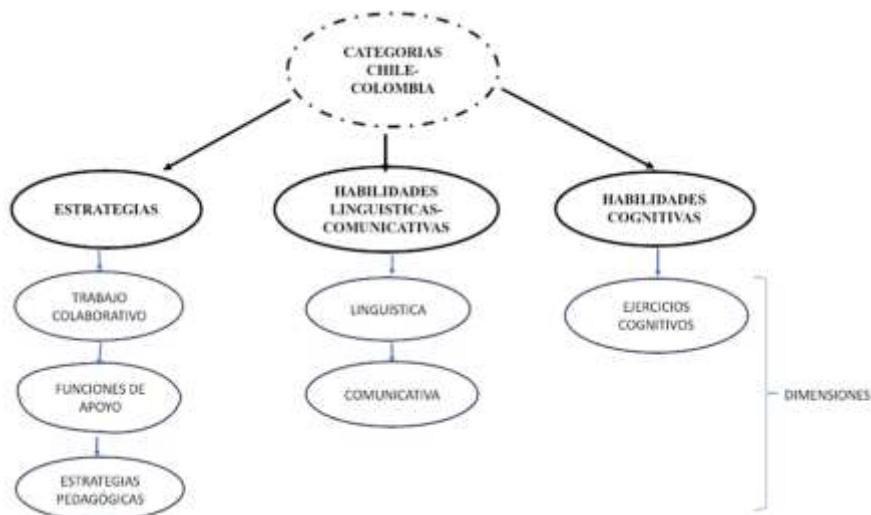 CATEGORIAS
CHILE-
COLOMBIA
ESTRATEGIAS
HABILIDADES
LINGUISTICAS-
COMUNICATIVAS
HABILIDADES
COGNITIVAS
TRABAJO
COLABORATIVO
LINGUISTICA
EJERCICIOS
COGNITIVOS
FUNCIONES DE
APOYO
COMUNICATIVA
DIMENSIONES
ESTRATEGIAS
PEDAGÓGICAS